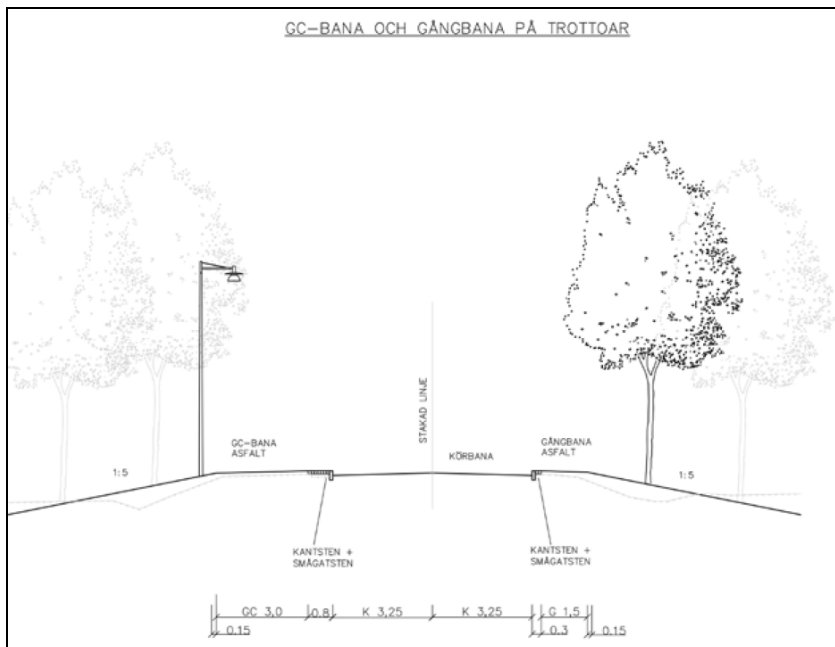 GC-BANA OCH GÅNGBANA PÅ TROTTOAR
STAKAD LINJE
GC-BANA
ASFALT
KÖRBANA
GÅNGBANA
ASFALT
1:5
1:5
KANTSTEN +
SMÅGATSTEN
KANTSTEN +
SMÅGATSTEN
GC 3,0
0.8
K 3,25
K 3,25
G 1,5
0.15
0.3
0.15